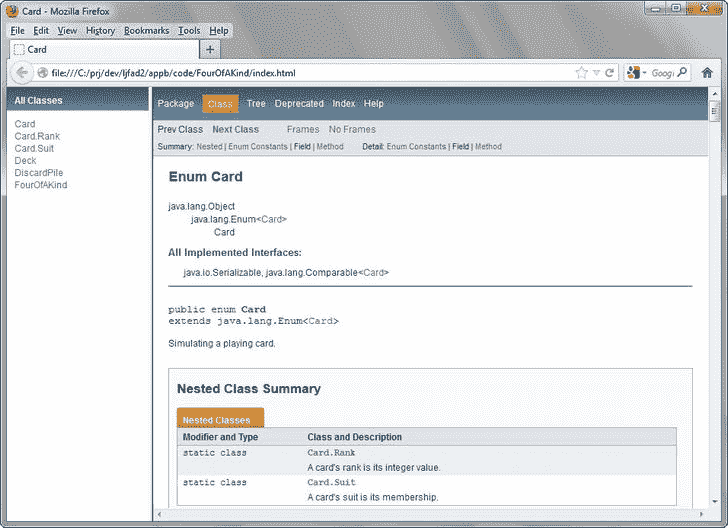 Card - Mozilla Firefox
File Edit View History Bookmarks Tools Help
Card +
file:///C:/prj/dev/ljfad2/appb/code/FourOfAKind/index.html
Googl
All Classes
Card
Card.Rank
Card.Suit
Deck
DiscardPile
FourOfAKind
Package Class Tree Deprecated Index Help
Prev Class Next Class Frames No Frames
Summary: Nested | Enum Constants | Field | Method Detail: Enum Constants | Field | Method
Enum Card
java.lang.Object
java.lang.Enum<Card>
Card
All Implemented Interfaces:
java.io.Serializable, java.lang.Comparable<Card>
public enum Card
extends java.lang.Enum<Card>
Simulating a playing card.
Nested Class Summary
Nested Classes
Modifier and Type Class and Description
static class Card.Rank
A card's rank is its integer value.
static class Card.Suit
A card's suit is its membership.